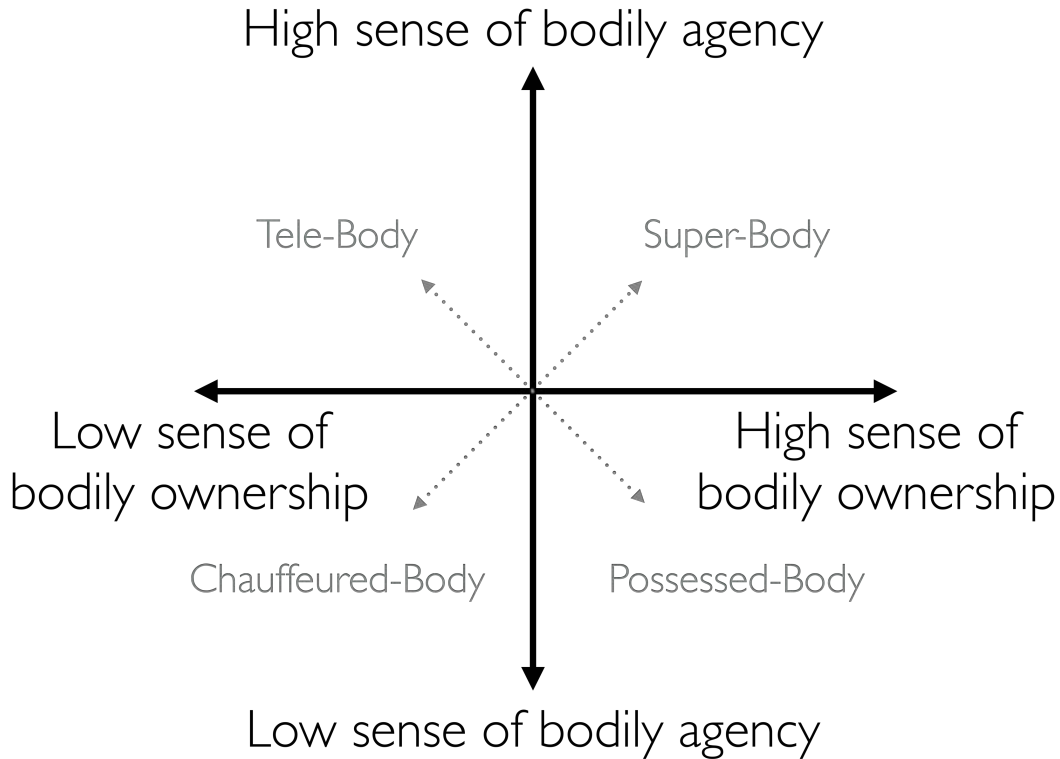 High sense of bodily agency
Tele-Body
Super-Body
Low sense of
bodily ownership
High sense of
bodily ownership
Chauffeured-Body
Possessed-Body
Low sense of bodily agency